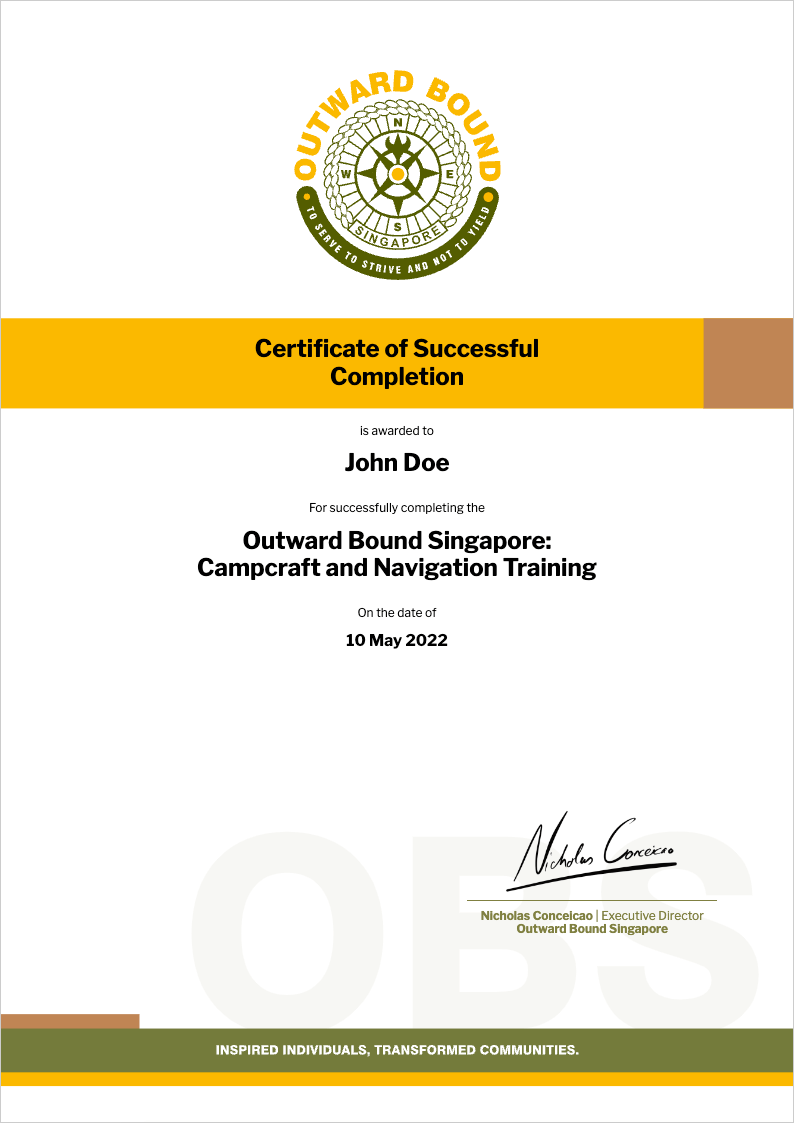 OUTWARD BOUND
N
W
E
S
SINGAPORE
TO SERVE TO STRIVE AND NOT TO YIELD
Certificate of Successful
Completion
is awarded to
John Doe
For successfully completing the
Outward Bound Singapore:
Campcraft and Navigation Training
On the date of
10 May 2022
OBS
Nicholas Conceicao
Nicholas Conceicao | Executive Director
Outward Bound Singapore
INSPIRED INDIVIDUALS, TRANSFORMED COMMUNITIES.